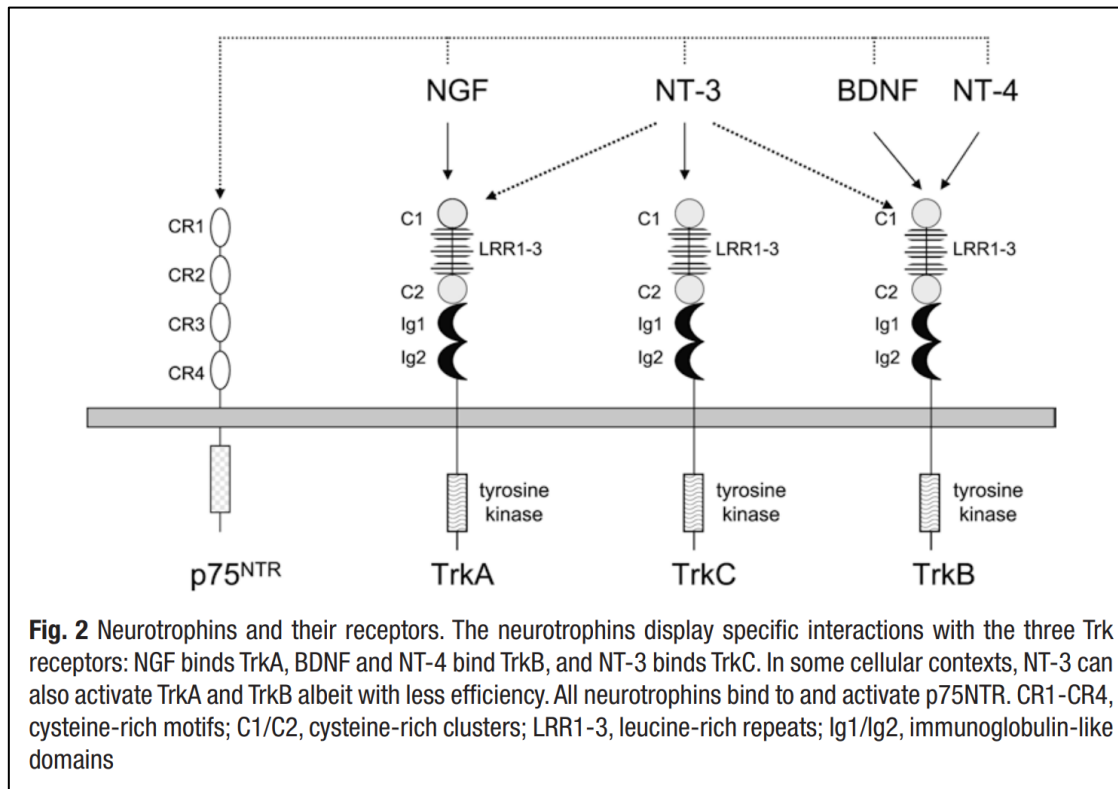 NGF NT-3 BDNF NT-4
CR1 C1 C1 C1
LRR1-3 LRR1-3 LRR1-3
CR2 C2 C2 C2
CR3 Ig1 Ig1 Ig1
CR4 Ig2 Ig2 Ig2
tyrosine tyrosine tyrosine
kinase kinase kinase
p75NTR TrkA TrkC TrkB
Fig. 2 Neurotrophins and their receptors. The neurotrophins display specific interactions with the three Trk
receptors: NGF binds TrkA, BDNF and NT-4 bind TrkB, and NT-3 binds TrkC. In some cellular contexts, NT-3 can
also activate TrkA and TrkB albeit with less efficiency. All neurotrophins bind to and activate p75NTR. CR1-CR4,
cysteine-rich motifs; C1/C2, cysteine-rich clusters; LRR1-3, leucine-rich repeats; Ig1/Ig2, immunoglobulin-like
domains